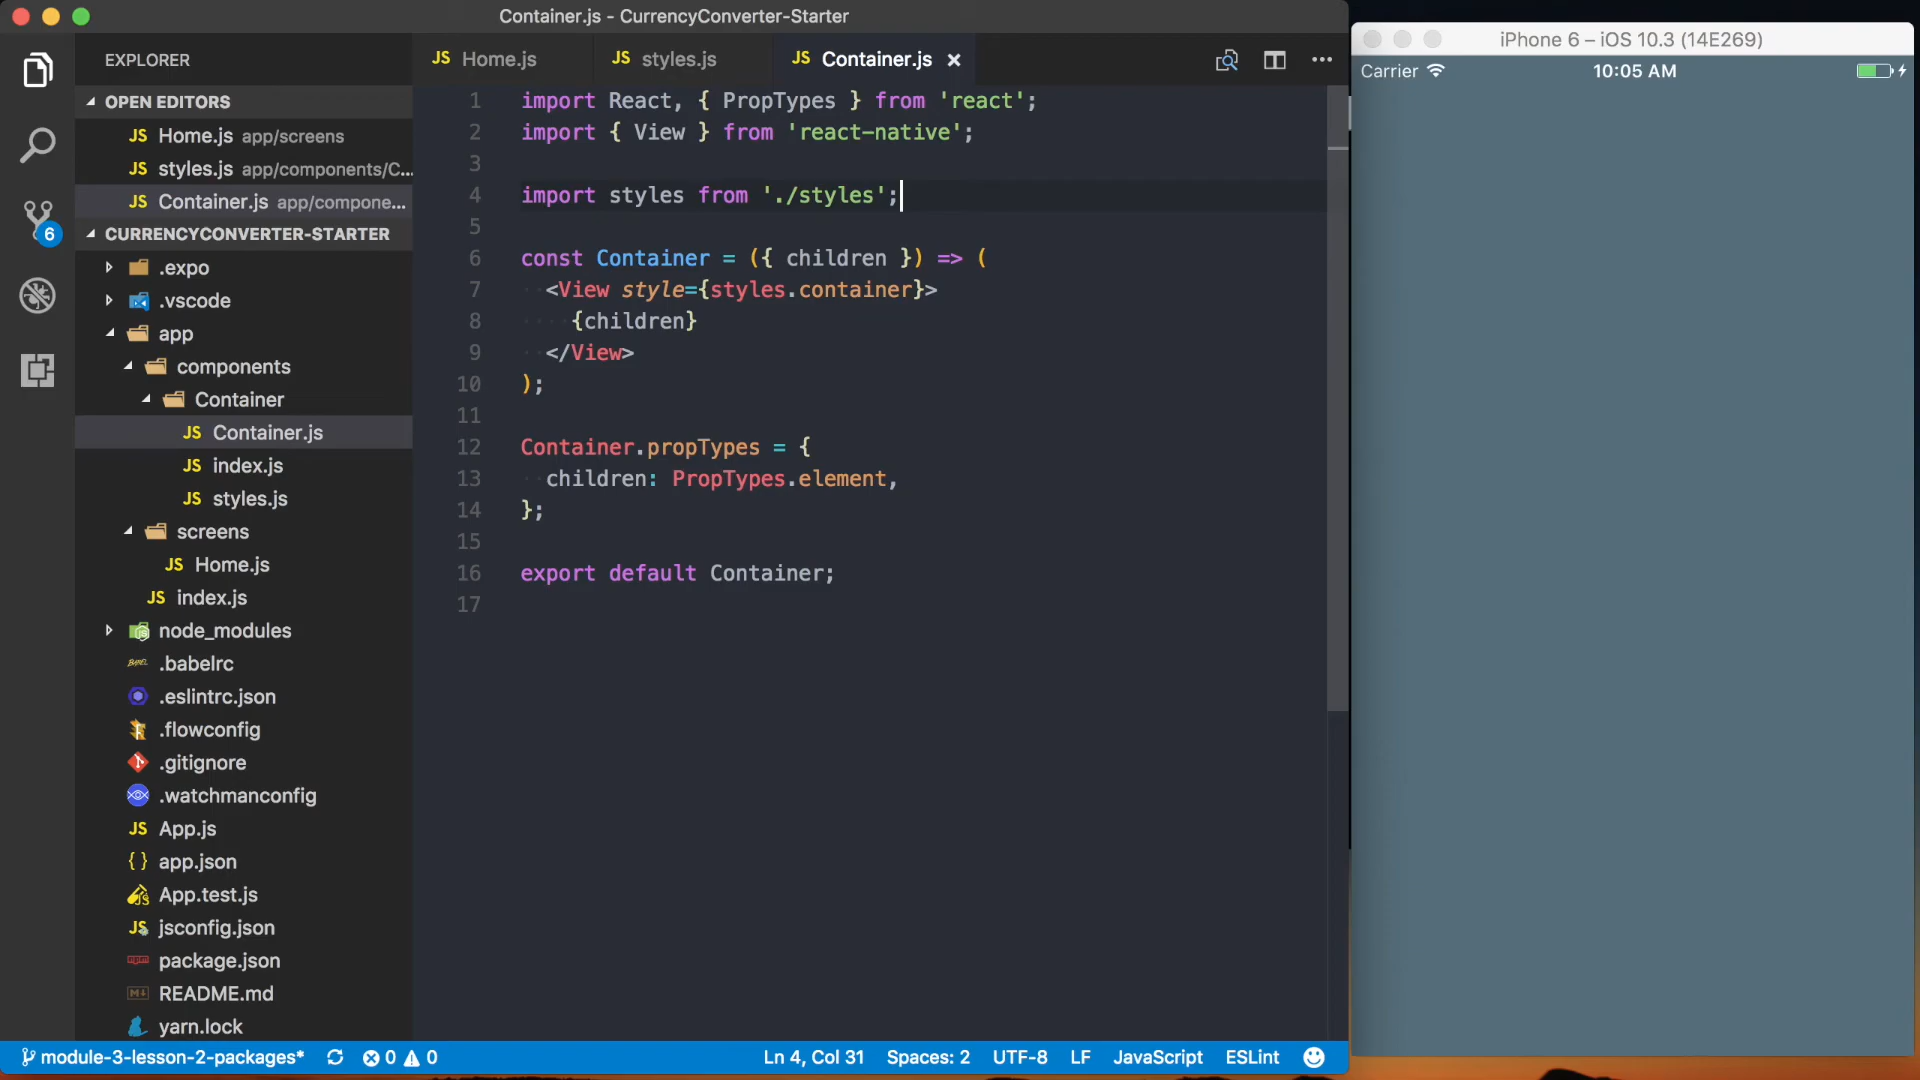 Container.js - CurrencyConverter-Starter
EXPLORER
OPEN EDITORS
JS Home.js app/screens
JS styles.js app/components/C...
JS Container.js app/compone...
6
CURRENCYCONVERTER-STARTER
.expo
.vscode
app
components
Container
JS Container.js
JS index.js
JS styles.js
screens
JS Home.js
JS index.js
node_modules
.babelrc
.eslintrc.json
.flowconfig
.gitignore
.watchmanconfig
JS App.js
{ } app.json
App.test.js
JS jsconfig.json
package.json
README.md
yarn.lock
JS Home.js JS styles.js JS Container.js
1 import React, { PropTypes } from 'react';
2 import { View } from 'react-native';
3
4 import styles from './styles';
5
6 const Container = ({ children }) => (
7 <View style={styles.container}>
8 {children}
9 </View>
10 );
11
12 Container.propTypes = {
13 children: PropTypes.element,
14 };
15
16 export default Container;
17
module-3-lesson-2-packages* 0 0 Ln 4, Col 31 Spaces: 2 UTF-8 LF JavaScript ESLint
iPhone 6 – iOS 10.3 (14E269)
Carrier 10:05 AM